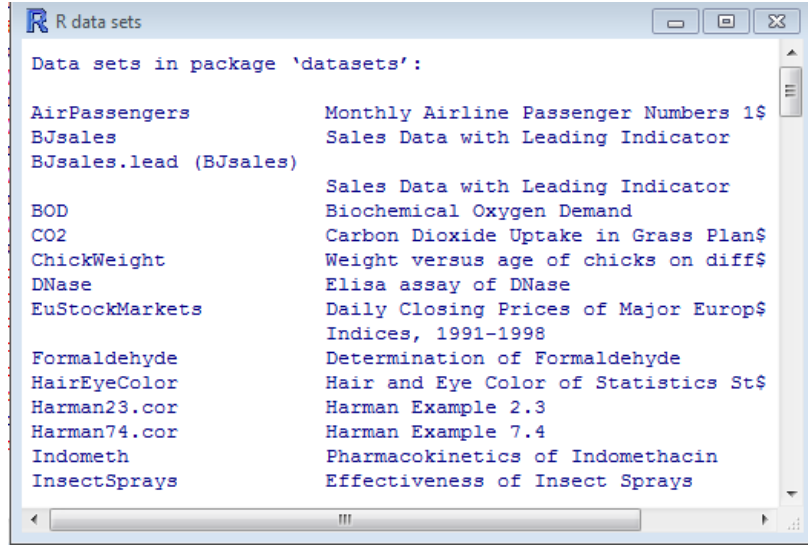 R data sets
Data sets in package ‘datasets’:
AirPassengers Monthly Airline Passenger Numbers 1$
BJsales Sales Data with Leading Indicator
BJsales.lead (BJsales)
Sales Data with Leading Indicator
BOD Biochemical Oxygen Demand
CO2 Carbon Dioxide Uptake in Grass Plan$
ChickWeight Weight versus age of chicks on diff$
DNase Elisa assay of DNase
EuStockMarkets Daily Closing Prices of Major Europ$
Indices, 1991-1998
Formaldehyde Determination of Formaldehyde
HairEyeColor Hair and Eye Color of Statistics St$
Harman23.cor Harman Example 2.3
Harman74.cor Harman Example 7.4
Indometh Pharmacokinetics of Indomethacin
InsectSprays Effectiveness of Insect Sprays